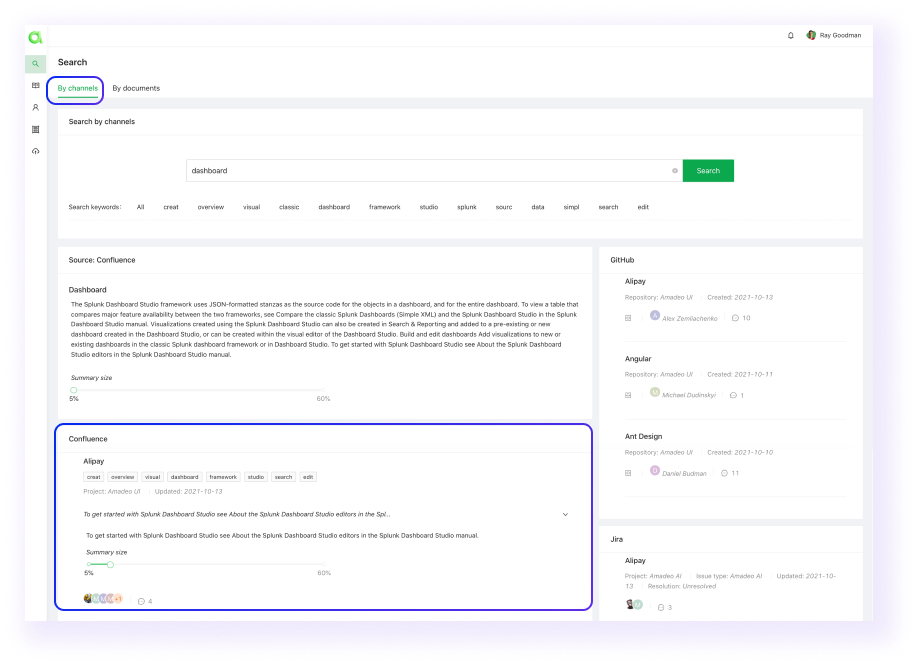 Ray Goodman
Search
By channels By documents
Search by channels
dashboard Search
Search keywords: All creat overview visual classic dashboard framework studio splunk sourc data simpl search edit
Source: Confluence
Dashboard
The Splunk Dashboard Studio framework uses JSON-formatted stanzas as the source code for the objects in a dashboard, and for the entire dashboard. To view a table that
compares major feature availability between the two frameworks, see Compare the classic Splunk Dashboards (Simple XML) and the Splunk Dashboard Studio in the Splunk
Dashboard Studio manual. Visualizations created using the Splunk Dashboard Studio can also be created in Search & Reporting and added to a pre-existing or new
dashboard created in the Dashboard Studio, or can be created within the visual editor of the Dashboard Studio. Build and edit dashboards Add visualizations to new or
existing dashboards in the classic Splunk dashboard framework or in Dashboard Studio. To get started with Splunk Dashboard Studio see About the Splunk Dashboard
Studio editors in the Splunk Dashboard Studio manual.
Summary size
5% 60%
Confluence
Alipay
creat overview visual dashboard framework studio search edit
Project: Amadeo UI Updated: 2021-10-13
To get started with Splunk Dashboard Studio see About the Splunk Dashboard Studio editors in the Spl...
To get started with Splunk Dashboard Studio see About the Splunk Dashboard Studio editors in the Splunk Dashboard Studio manual.
Summary size
5% 60%
+1 4
GitHub
Alipay
Repository: Amadeo UI Created: 2021-10-13
A Alex Zemliachenko 10
Angular
Repository: Amadeo UI Created: 2021-10-11
M Michael Dudinskyi 1
Ant Design
Repository: Amadeo UI Created: 2021-10-10
D Daniel Budman 11
Jira
Alipay
Project: Amadeo AI Issue type: Amadeo AI Updated: 2021-10-
13 Resolution: Unresolved
3